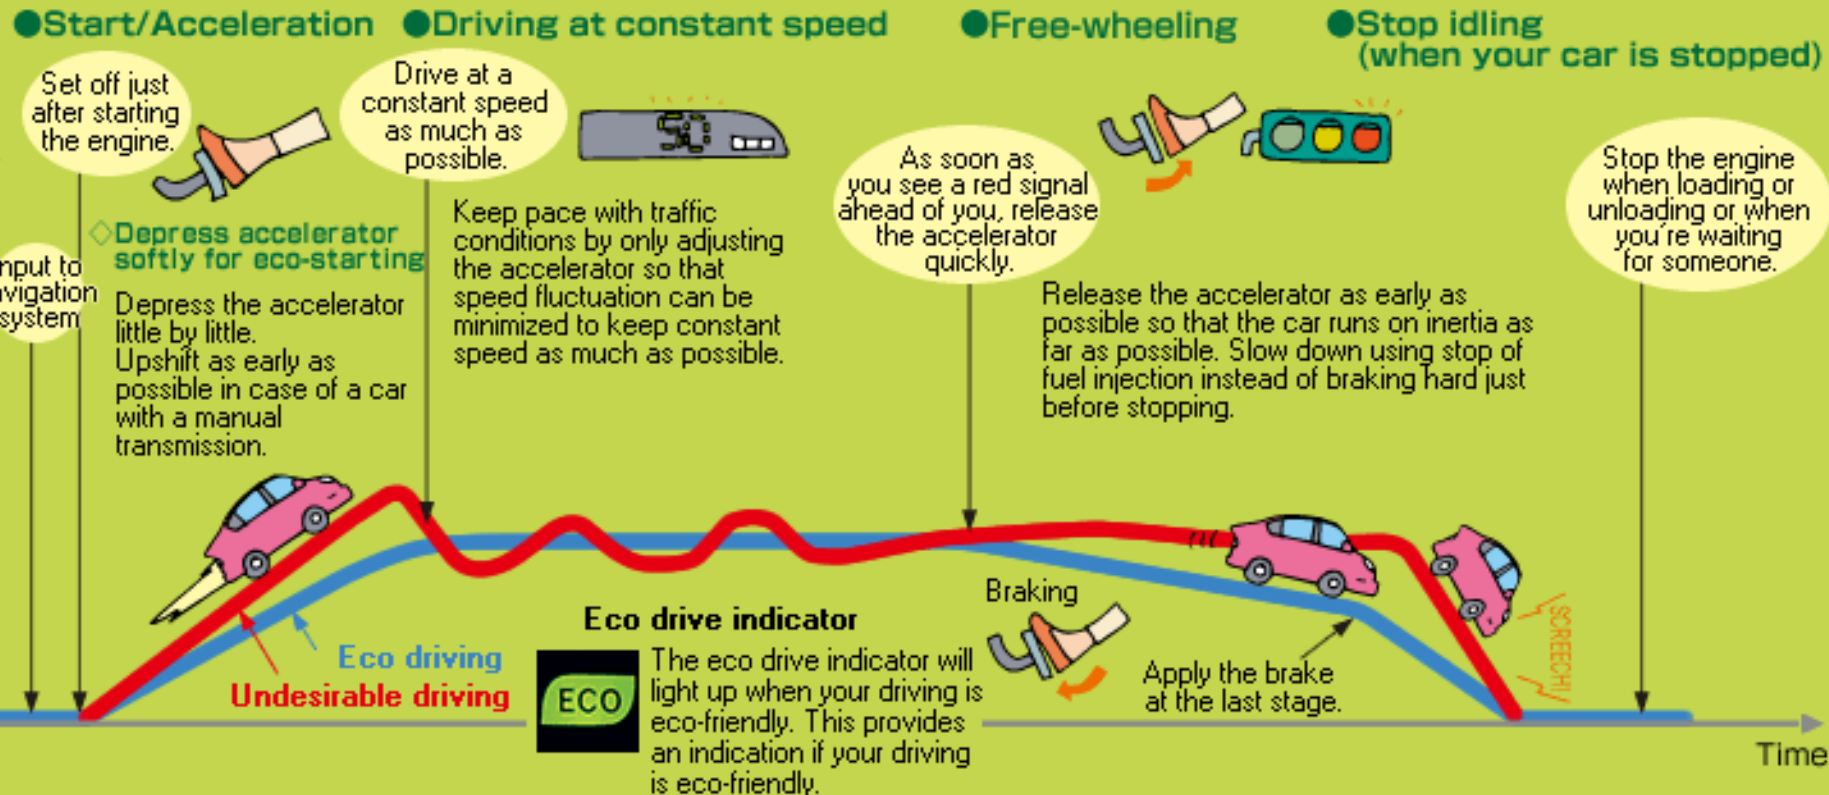 ●Start/Acceleration
Set off just
after starting
the engine.
◇Depress accelerator
softly for eco-starting
Depress the accelerator
little by little.
Upshift as early as
possible in case of a car
with a manual
transmission.
to
system
●Driving at constant speed
Drive at a
constant speed
as much as
possible.
Keep pace with traffic
conditions by only adjusting
the accelerator so that
speed fluctuation can be
minimized to keep constant
speed as much as possible.
●Free-wheeling
As soon as
you see a red signal
ahead of you, release
the accelerator
quickly.
Release the accelerator as early as
possible so that the car runs on inertia as
far as possible. Slow down using stop of
fuel injection instead of braking hard just
before stopping.
●Stop idling
(when your car is stopped)
Stop the engine
when loading or
unloading or when
you're waiting
for someone.
Eco driving
Undesirable driving
Eco drive indicator
ECO
The eco drive indicator will
light up when your driving is
eco-friendly. This provides
an indication if your driving
is eco-friendly.
Braking
Apply the brake
at the last stage.
SCREECH!
Time